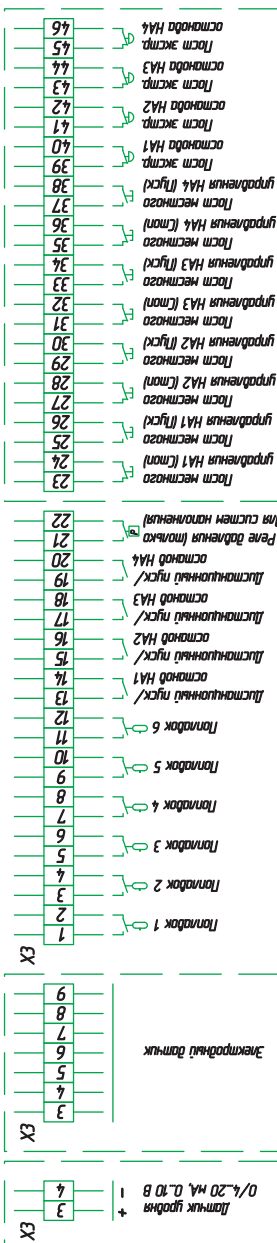 X3
Датчик уровня + 3
0/4...20 мА, 0...10 В − 4
X3
3
4
5
Электродный датчик 6
7
8
9
X3
Поплавок 1 1
2
Поплавок 2 3
4
Поплавок 3 5
6
Поплавок 4 7
8
Поплавок 5 9
10
Поплавок 6 11
12
Дистанционный пуск/ 13
останов НА1 14
Дистанционный пуск/ 15
останов НА2 16
Дистанционный пуск/ 17
останов НА3 18
Дистанционный пуск/ 19
останов НА4 20
Реле давления (только P 21
для систем наполнения) 22
Пост местного 23
управления НА1 (Стоп) 24
Пост местного 25
управления НА1 (Пуск) 26
Пост местного 27
управления НА2 (Стоп) 28
Пост местного 29
управления НА2 (Пуск) 30
Пост местного 31
управления НА3 (Стоп) 32
Пост местного 33
управления НА3 (Пуск) 34
Пост местного 35
управления НА4 (Стоп) 36
Пост местного 37
управления НА4 (Пуск) 38
Пост экстр. 39
останова НА1 40
Пост экстр. 41
останова НА2 42
Пост экстр. 43
останова НА3 44
Пост экстр. 45
останова НА4 46